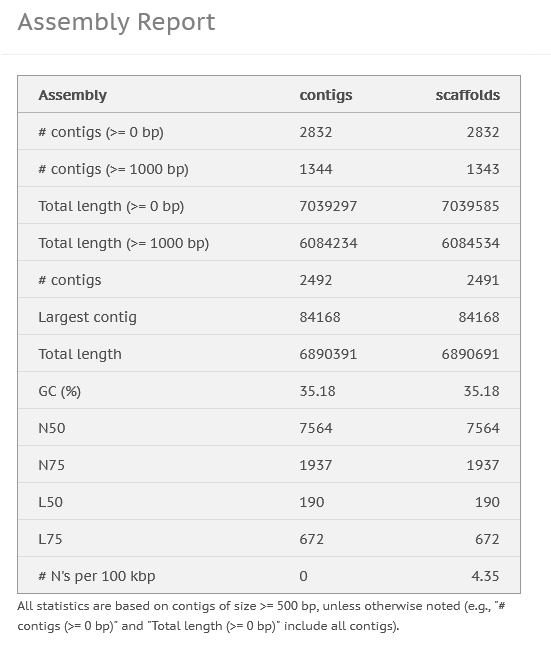 Assembly Report
Assembly contigs scaffolds
# contigs (>= 0 bp) 2832 2832
# contigs (>= 1000 bp) 1344 1343
Total length (>= 0 bp) 7039297 7039585
Total length (>= 1000 bp) 6084234 6084534
# contigs 2492 2491
Largest contig 84168 84168
Total length 6890391 6890691
GC (%) 35.18 35.18
N50 7564 7564
N75 1937 1937
L50 190 190
L75 672 672
# N's per 100 kbp 0 4.35
All statistics are based on contigs of size >= 500 bp, unless otherwise noted (e.g., "#
contigs (>= 0 bp)" and "Total length (>= 0 bp)" include all contigs).